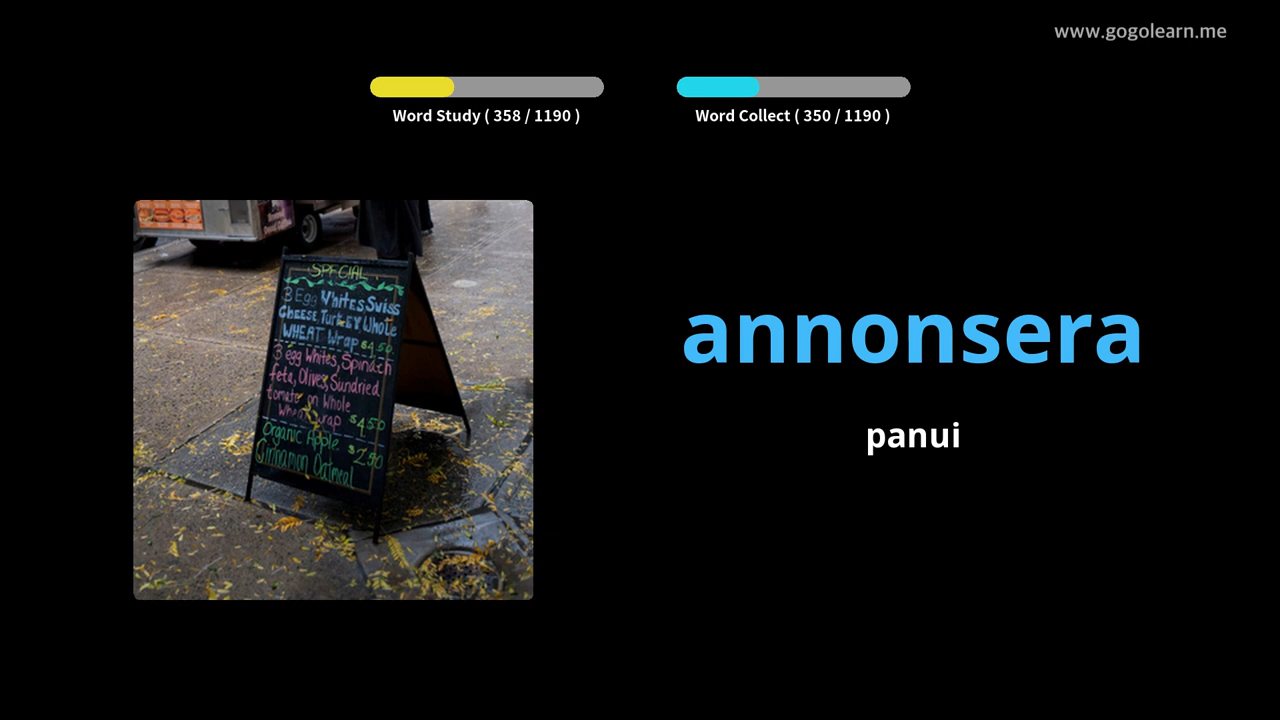 www.gogolearn.me
Word Study ( 358 / 1190 )
Word Collect ( 350 / 1190 )
SPECIAL
3 Egg Whites, Swiss
Cheese, Turkey Whole
WHEAT Wrap $4.50
3 egg Whites, Spinach
feta, Olives, Sundried
tomato on Whole
Wheat wrap $4.50
Organic Apple
Cinnamon Oatmeal $2.50
annonsera
panui